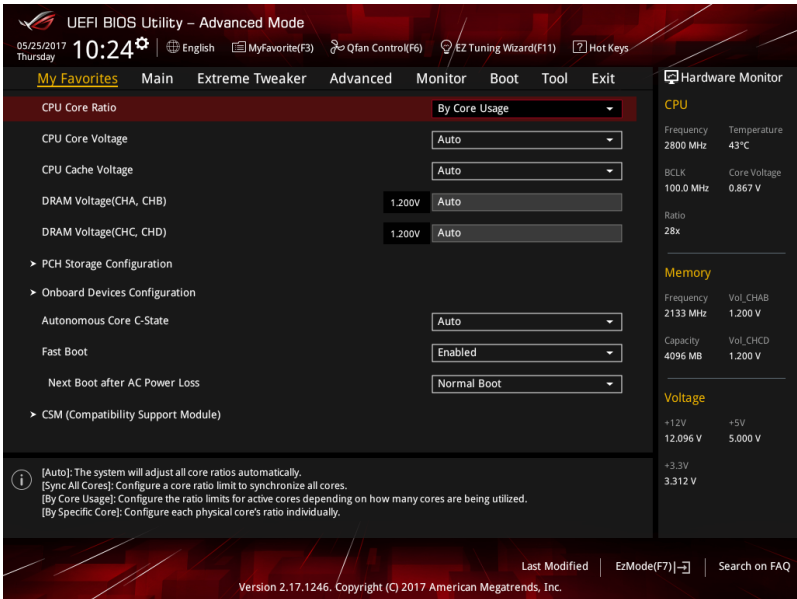 UEFI BIOS Utility – Advanced Mode
05/25/2017 Thursday 10:24 English MyFavorite(F3) Qfan Control(F6) EZ Tuning Wizard(F11) ? Hot Keys
My Favorites Main Extreme Tweaker Advanced Monitor Boot Tool Exit
CPU Core Ratio By Core Usage
CPU Core Voltage Auto
CPU Cache Voltage Auto
DRAM Voltage(CHA, CHB) 1.200V Auto
DRAM Voltage(CHC, CHD) 1.200V Auto
> PCH Storage Configuration
> Onboard Devices Configuration
Autonomous Core C-State Auto
Fast Boot Enabled
Next Boot after AC Power Loss Normal Boot
> CSM (Compatibility Support Module)
[Auto]: The system will adjust all core ratios automatically.
[Sync All Cores]: Configure a core ratio limit to synchronize all cores.
[By Core Usage]: Configure the ratio limits for active cores depending on how many cores are being utilized.
[By Specific Core]: Configure each physical core's ratio individually.
Hardware Monitor
CPU
Frequency Temperature
2800 MHz 43°C
BCLK Core Voltage
100.0 MHz 0.867 V
Ratio
28x
Memory
Frequency Vol_CHAB
2133 MHz 1.200 V
Capacity Vol_CHCD
4096 MB 1.200 V
Voltage
+12V +5V
12.096 V 5.000 V
+3.3V
3.312 V
Last Modified EzMode(F7) Search on FAQ
Version 2.17.1246. Copyright (C) 2017 American Megatrends, Inc.